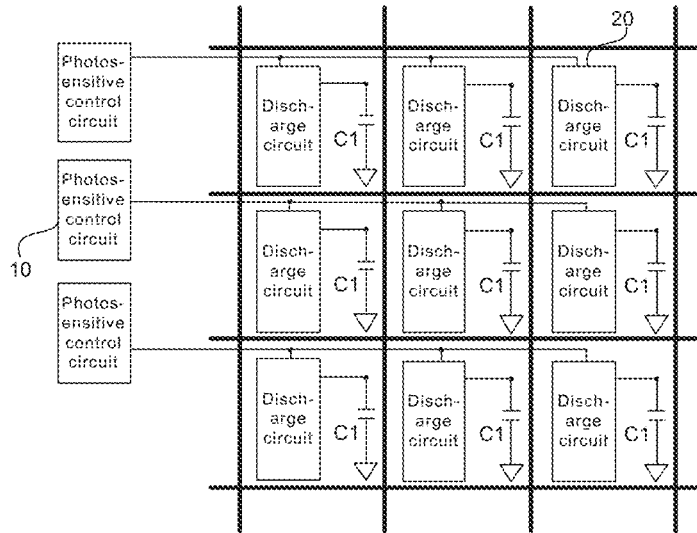 20
Photos-
ensitive
control
circuit
Disch-
arge
circuit
C1
Disch-
arge
circuit
C1
Disch-
arge
circuit
C1
Photos-
ensitive
control
circuit
10
Disch-
arge
circuit
C1
Disch-
arge
circuit
C1
Disch-
arge
circuit
C1
Photos-
ensitive
control
circuit
Disch-
arge
circuit
C1
Disch-
arge
circuit
C1
Disch-
arge
circuit
C1